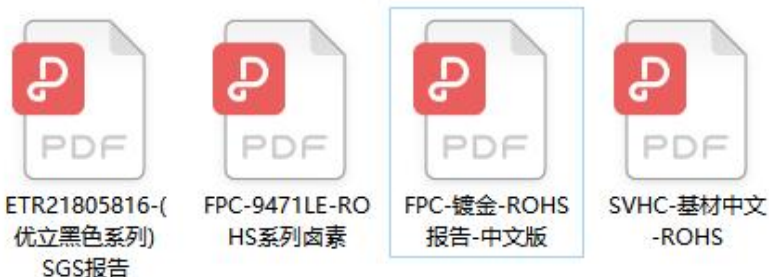 PDF
PDF
PDF
PDF
ETR21805816-(
优立黑色系列)
SGS报告
FPC-9471LE-RO
HS系列卤素
FPC-镀金-ROHS
报告-中文版
SVHC-基材中文
-ROHS